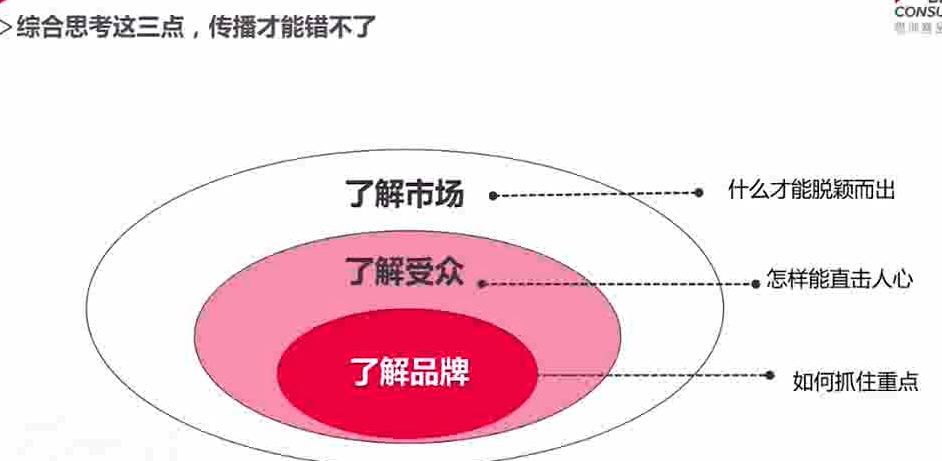 >综合思考这三点，传播才能错不了
CONSU
了解市场
什么才能脱颖而出
了解受众
怎样能直击人心
了解品牌
如何抓住重点